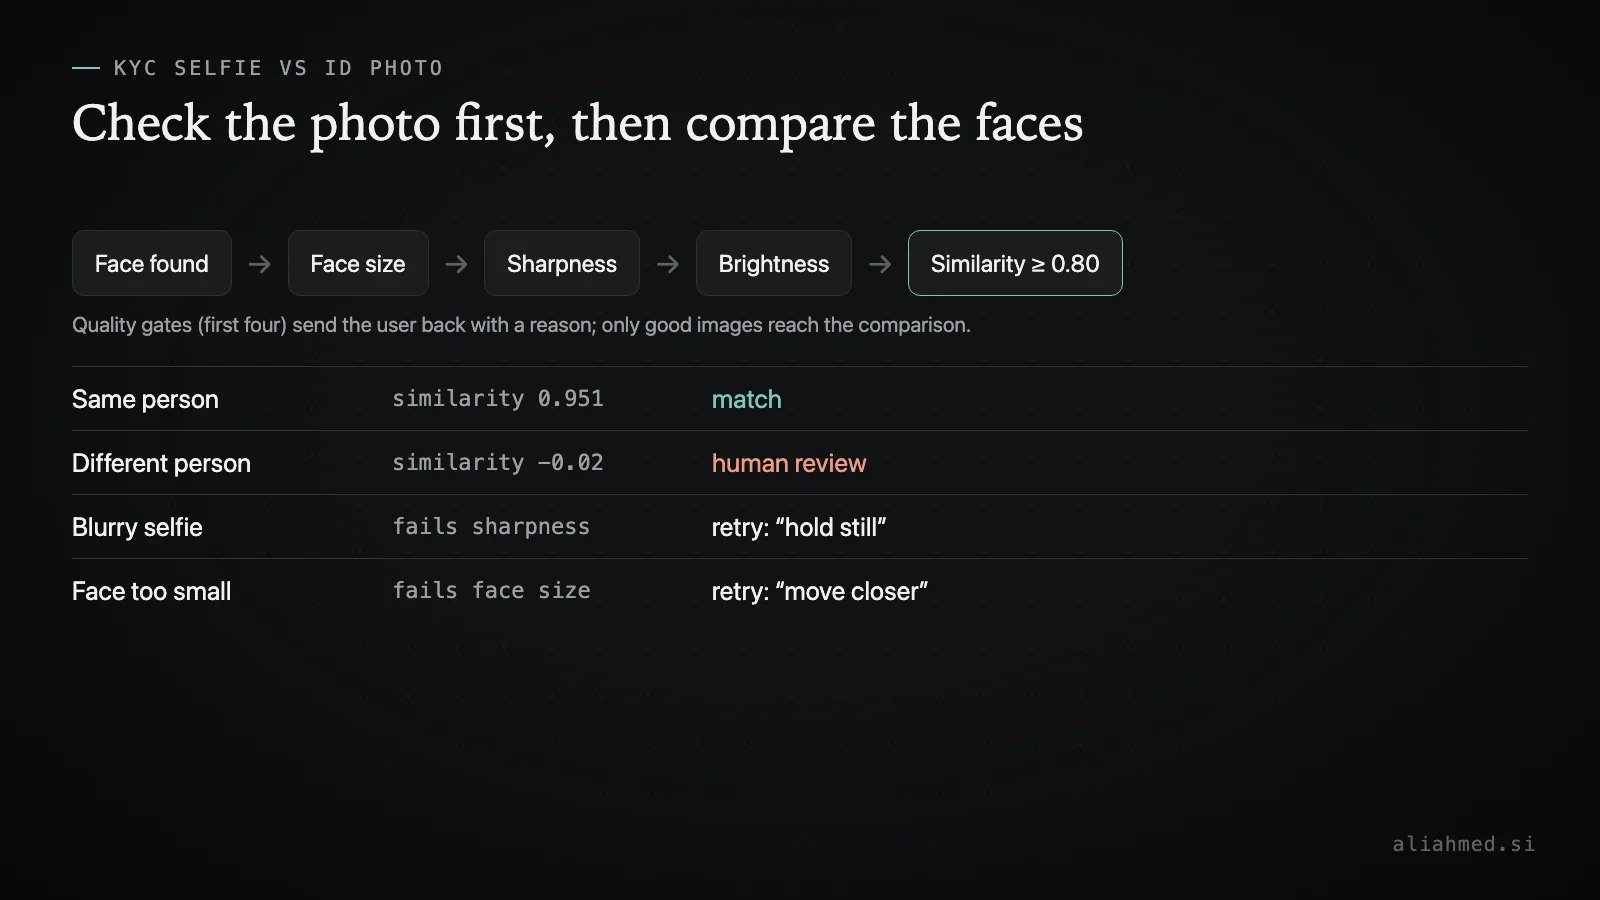 KYC SELFIE VS ID PHOTO
Check the photo first, then compare the faces
Face found → Face size → Sharpness → Brightness → Similarity ≥ 0.80
Quality gates (first four) send the user back with a reason; only good images reach the comparison.
Same person similarity 0.951 match
Different person similarity −0.02 human review
Blurry selfie fails sharpness retry: “hold still”
Face too small fails face size retry: “move closer”
aliahmed.si